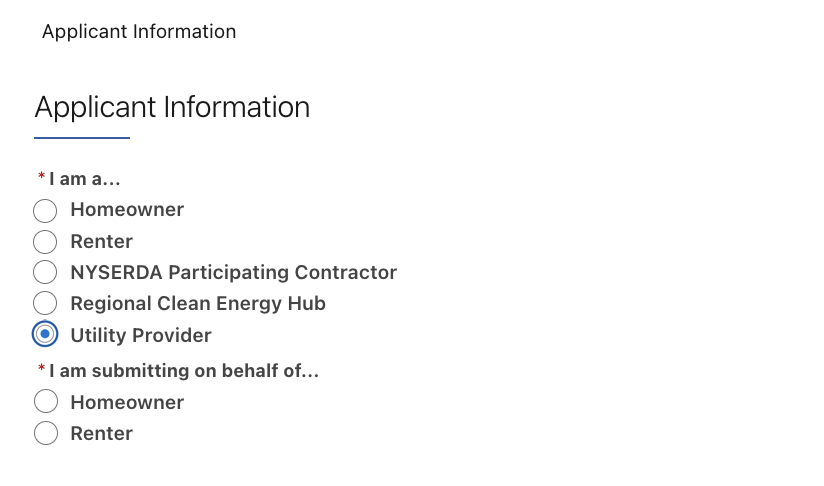 Applicant Information
Applicant Information
* I am a...
Homeowner
Renter
NYSERDA Participating Contractor
Regional Clean Energy Hub
Utility Provider
* I am submitting on behalf of...
Homeowner
Renter